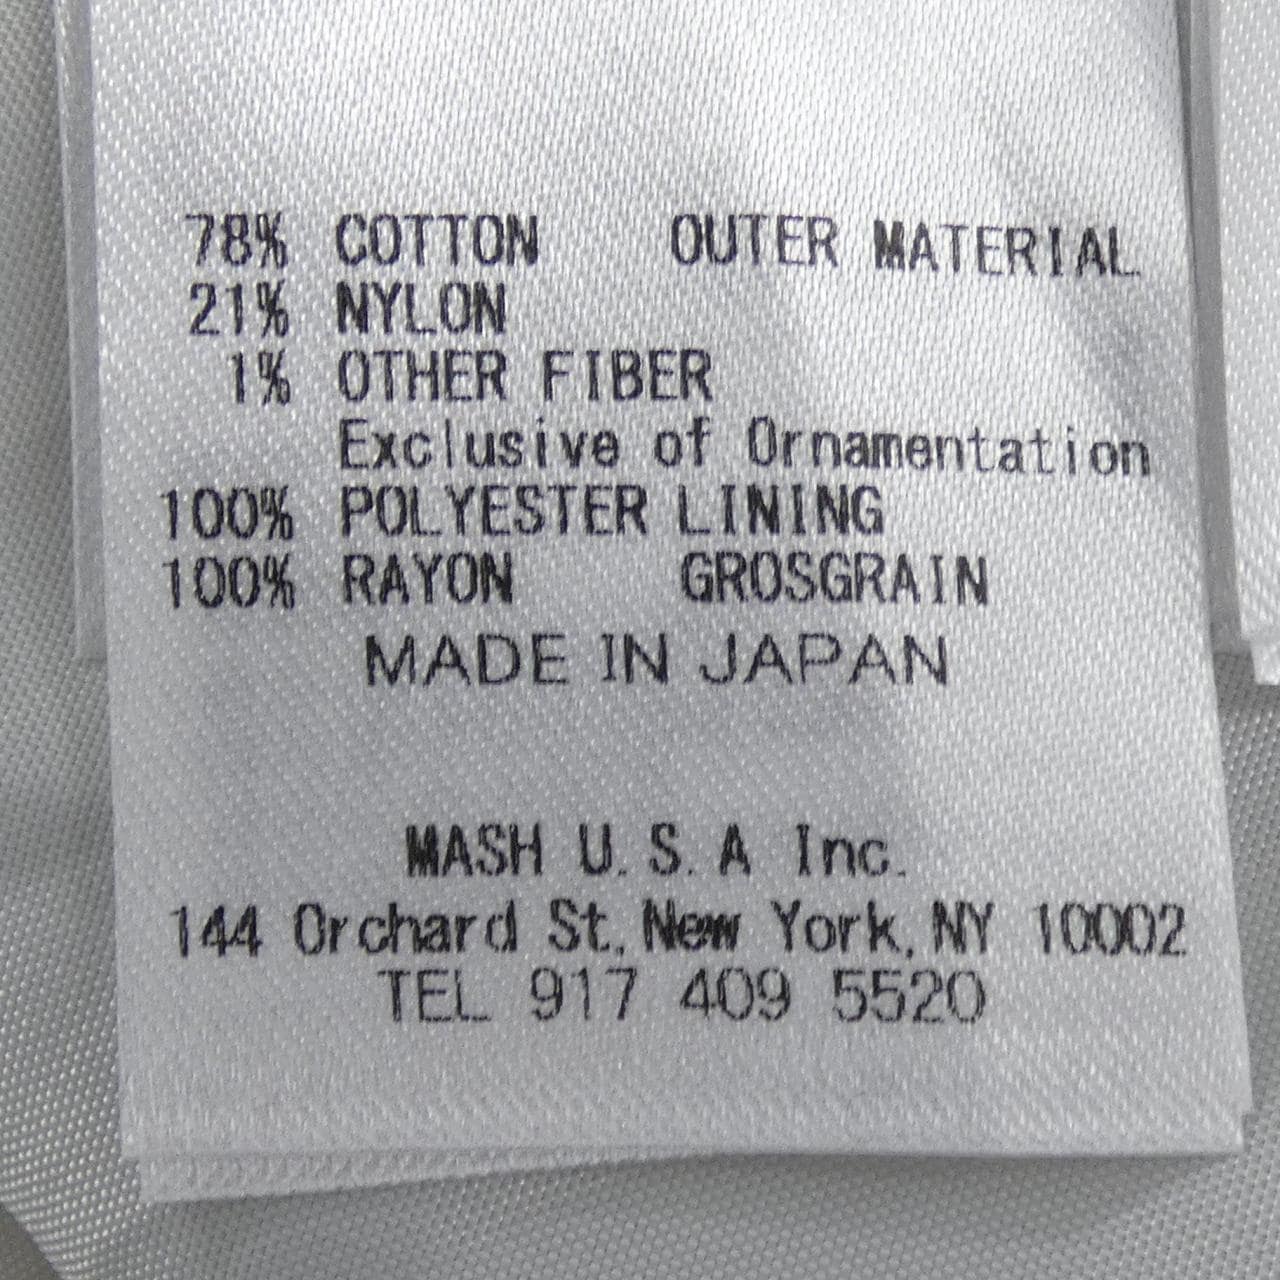 78% COTTON OUTER MATERIAL
21% NYLON
1% OTHER FIBER
Exclusive of Ornamentation
100% POLYESTER LINING
100% RAYON GROSGRAIN
MADE IN JAPAN
MASH U.S.A Inc.
144 Orchard St, New York, NY 10002
TEL 917 409 5520